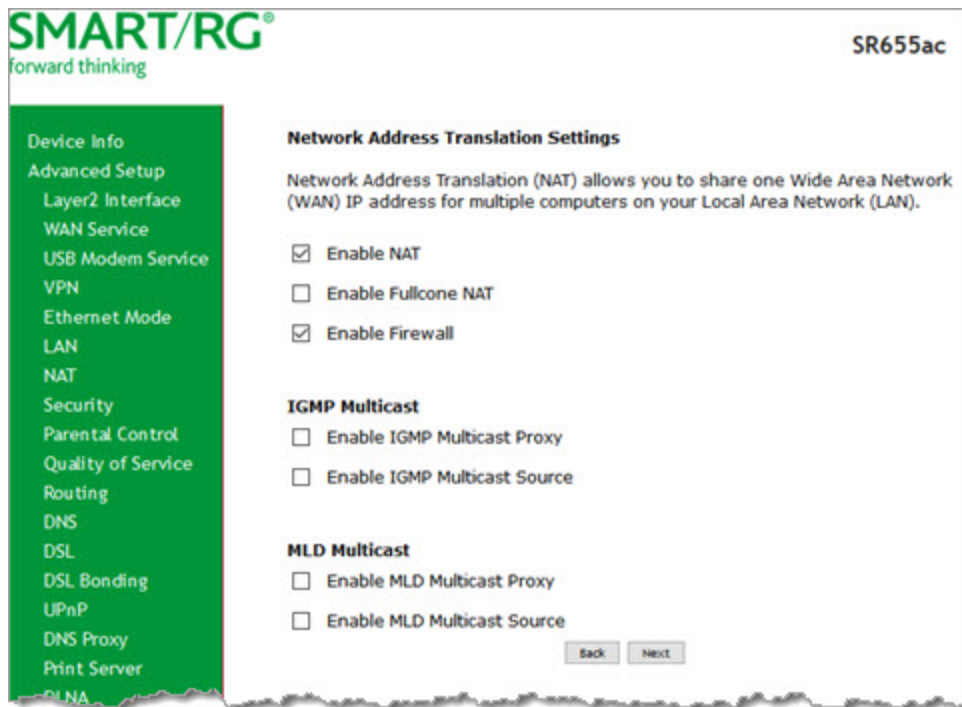 SMART/RG®
forward thinking
SR655ac
Device Info
Advanced Setup
Layer2 Interface
WAN Service
USB Modem Service
VPN
Ethernet Mode
LAN
NAT
Security
Parental Control
Quality of Service
Routing
DNS
DSL
DSL Bonding
UPnP
DNS Proxy
Print Server
DLNA
Network Address Translation Settings
Network Address Translation (NAT) allows you to share one Wide Area Network
(WAN) IP address for multiple computers on your Local Area Network (LAN).
Enable NAT
Enable Fullcone NAT
Enable Firewall
IGMP Multicast
Enable IGMP Multicast Proxy
Enable IGMP Multicast Source
MLD Multicast
Enable MLD Multicast Proxy
Enable MLD Multicast Source
Back Next